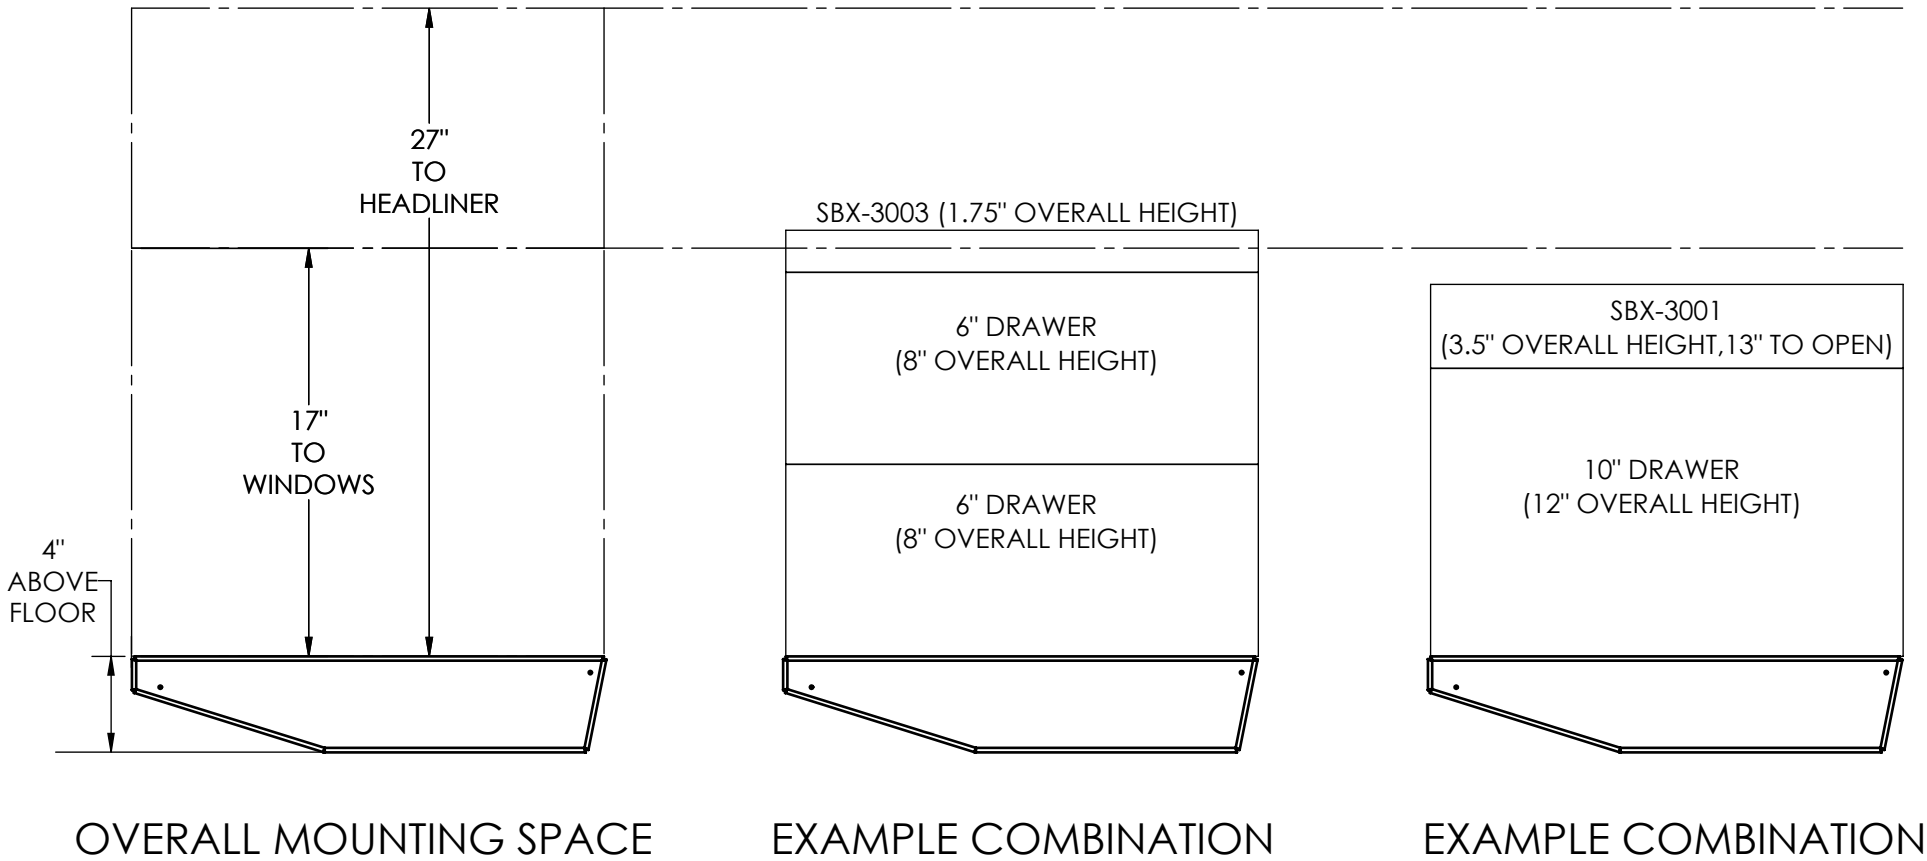 27"
TO
HEADLINER
17"
TO
WINDOWS
4"
ABOVE
FLOOR
OVERALL MOUNTING SPACE
SBX-3003 (1.75" OVERALL HEIGHT)
6" DRAWER
(8" OVERALL HEIGHT)
6" DRAWER
(8" OVERALL HEIGHT)
EXAMPLE COMBINATION
SBX-3001
(3.5" OVERALL HEIGHT,13" TO OPEN)
10" DRAWER
(12" OVERALL HEIGHT)
EXAMPLE COMBINATION